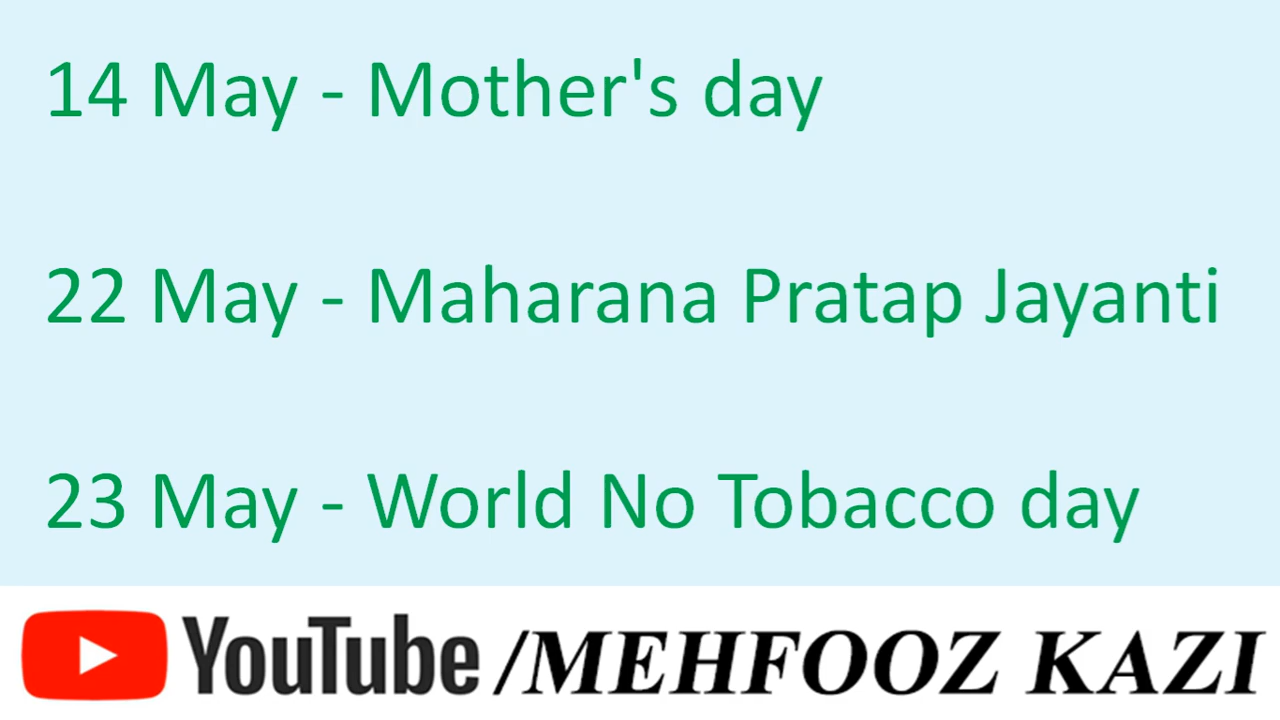 14 May - Mother's day
22 May - Maharana Pratap Jayanti
23 May - World No Tobacco day
YouTube /MEHFOOZ KAZI